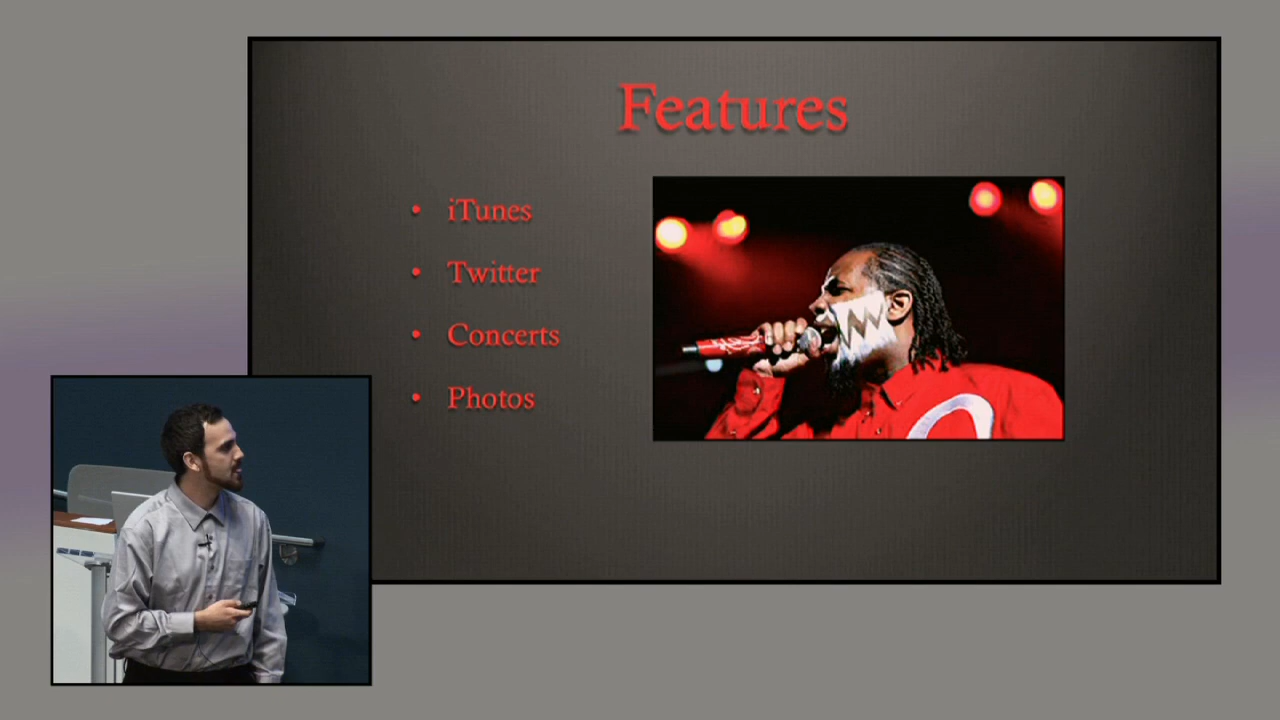 Features
• iTunes
• Twitter
• Concerts
• Photos